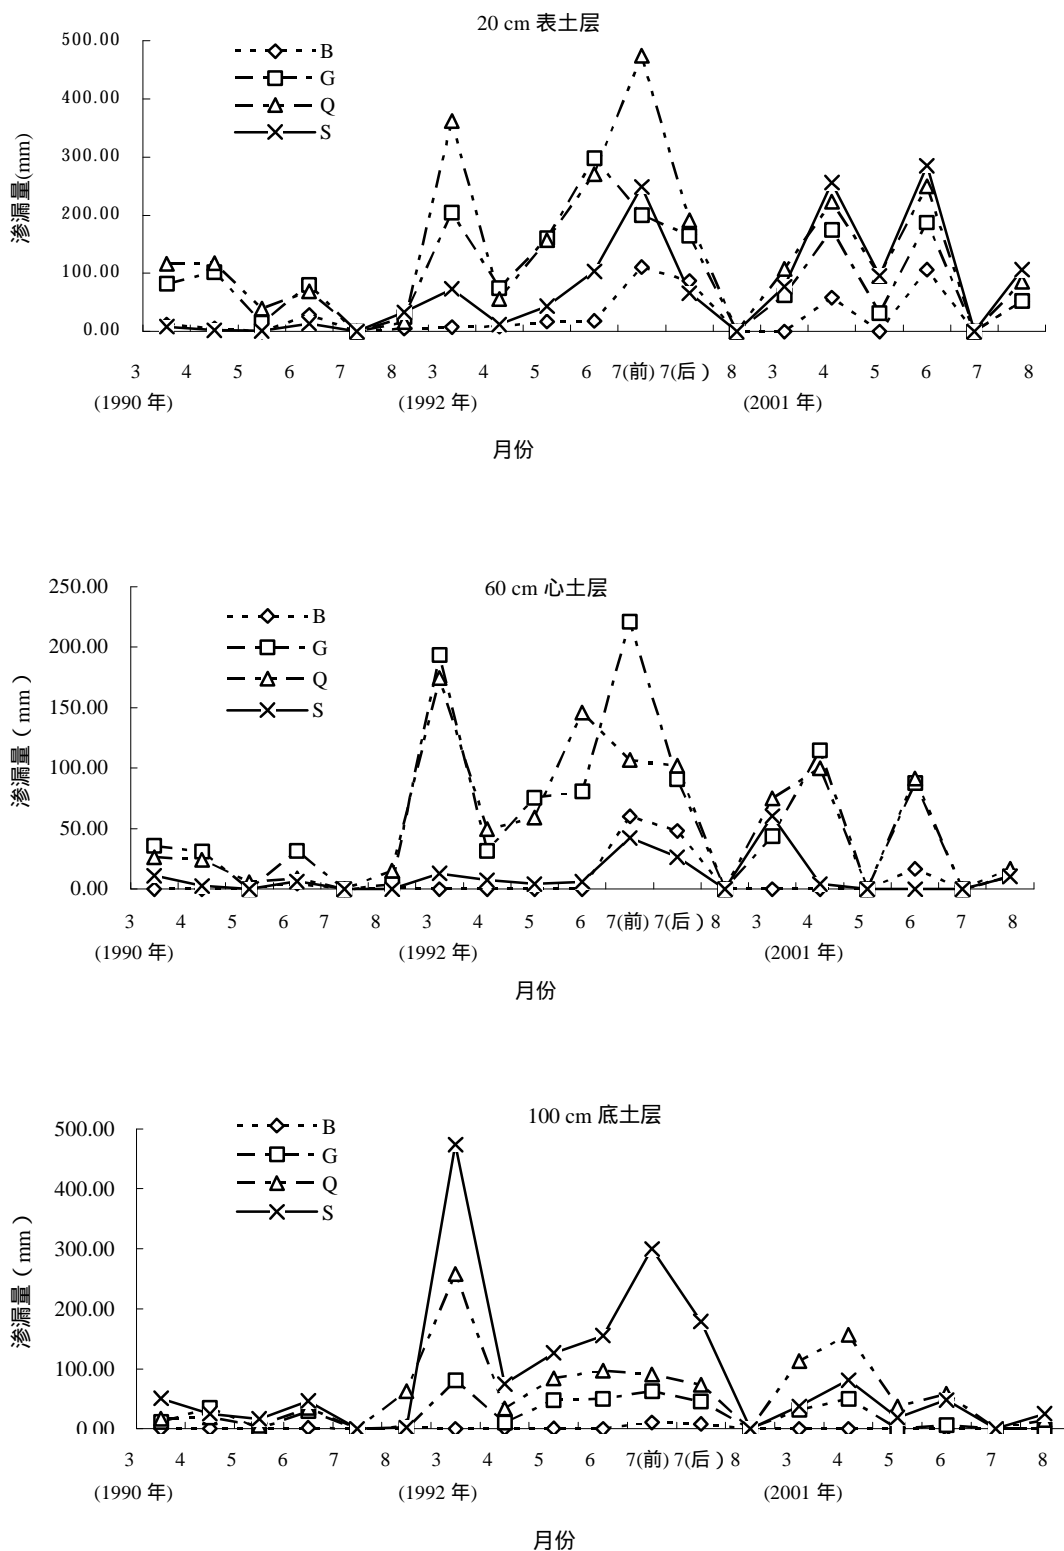 20 cm 表土层
500.00
400.00
300.00
200.00
100.00
0.00
渗漏量(mm)
B
G
Q
S
3 4 5 6 7 8 3 4 5 6 7(前) 7(后) 8 3 4 5 6 7 8
(1990 年) (1992 年) (2001 年)
月份
60 cm 心土层
250.00
200.00
150.00
100.00
50.00
0.00
渗漏量(mm)
B
G
Q
S
3 4 5 6 7 8 3 4 5 6 7(前) 7(后) 8 3 4 5 6 7 8
(1990 年) (1992 年) (2001 年)
月份
100 cm 底土层
500.00
400.00
300.00
200.00
100.00
0.00
渗漏量(mm)
B
G
Q
S
3 4 5 6 7 8 3 4 5 6 7(前) 7(后) 8 3 4 5 6 7 8
(1990 年) (1992 年) (2001 年)
月份